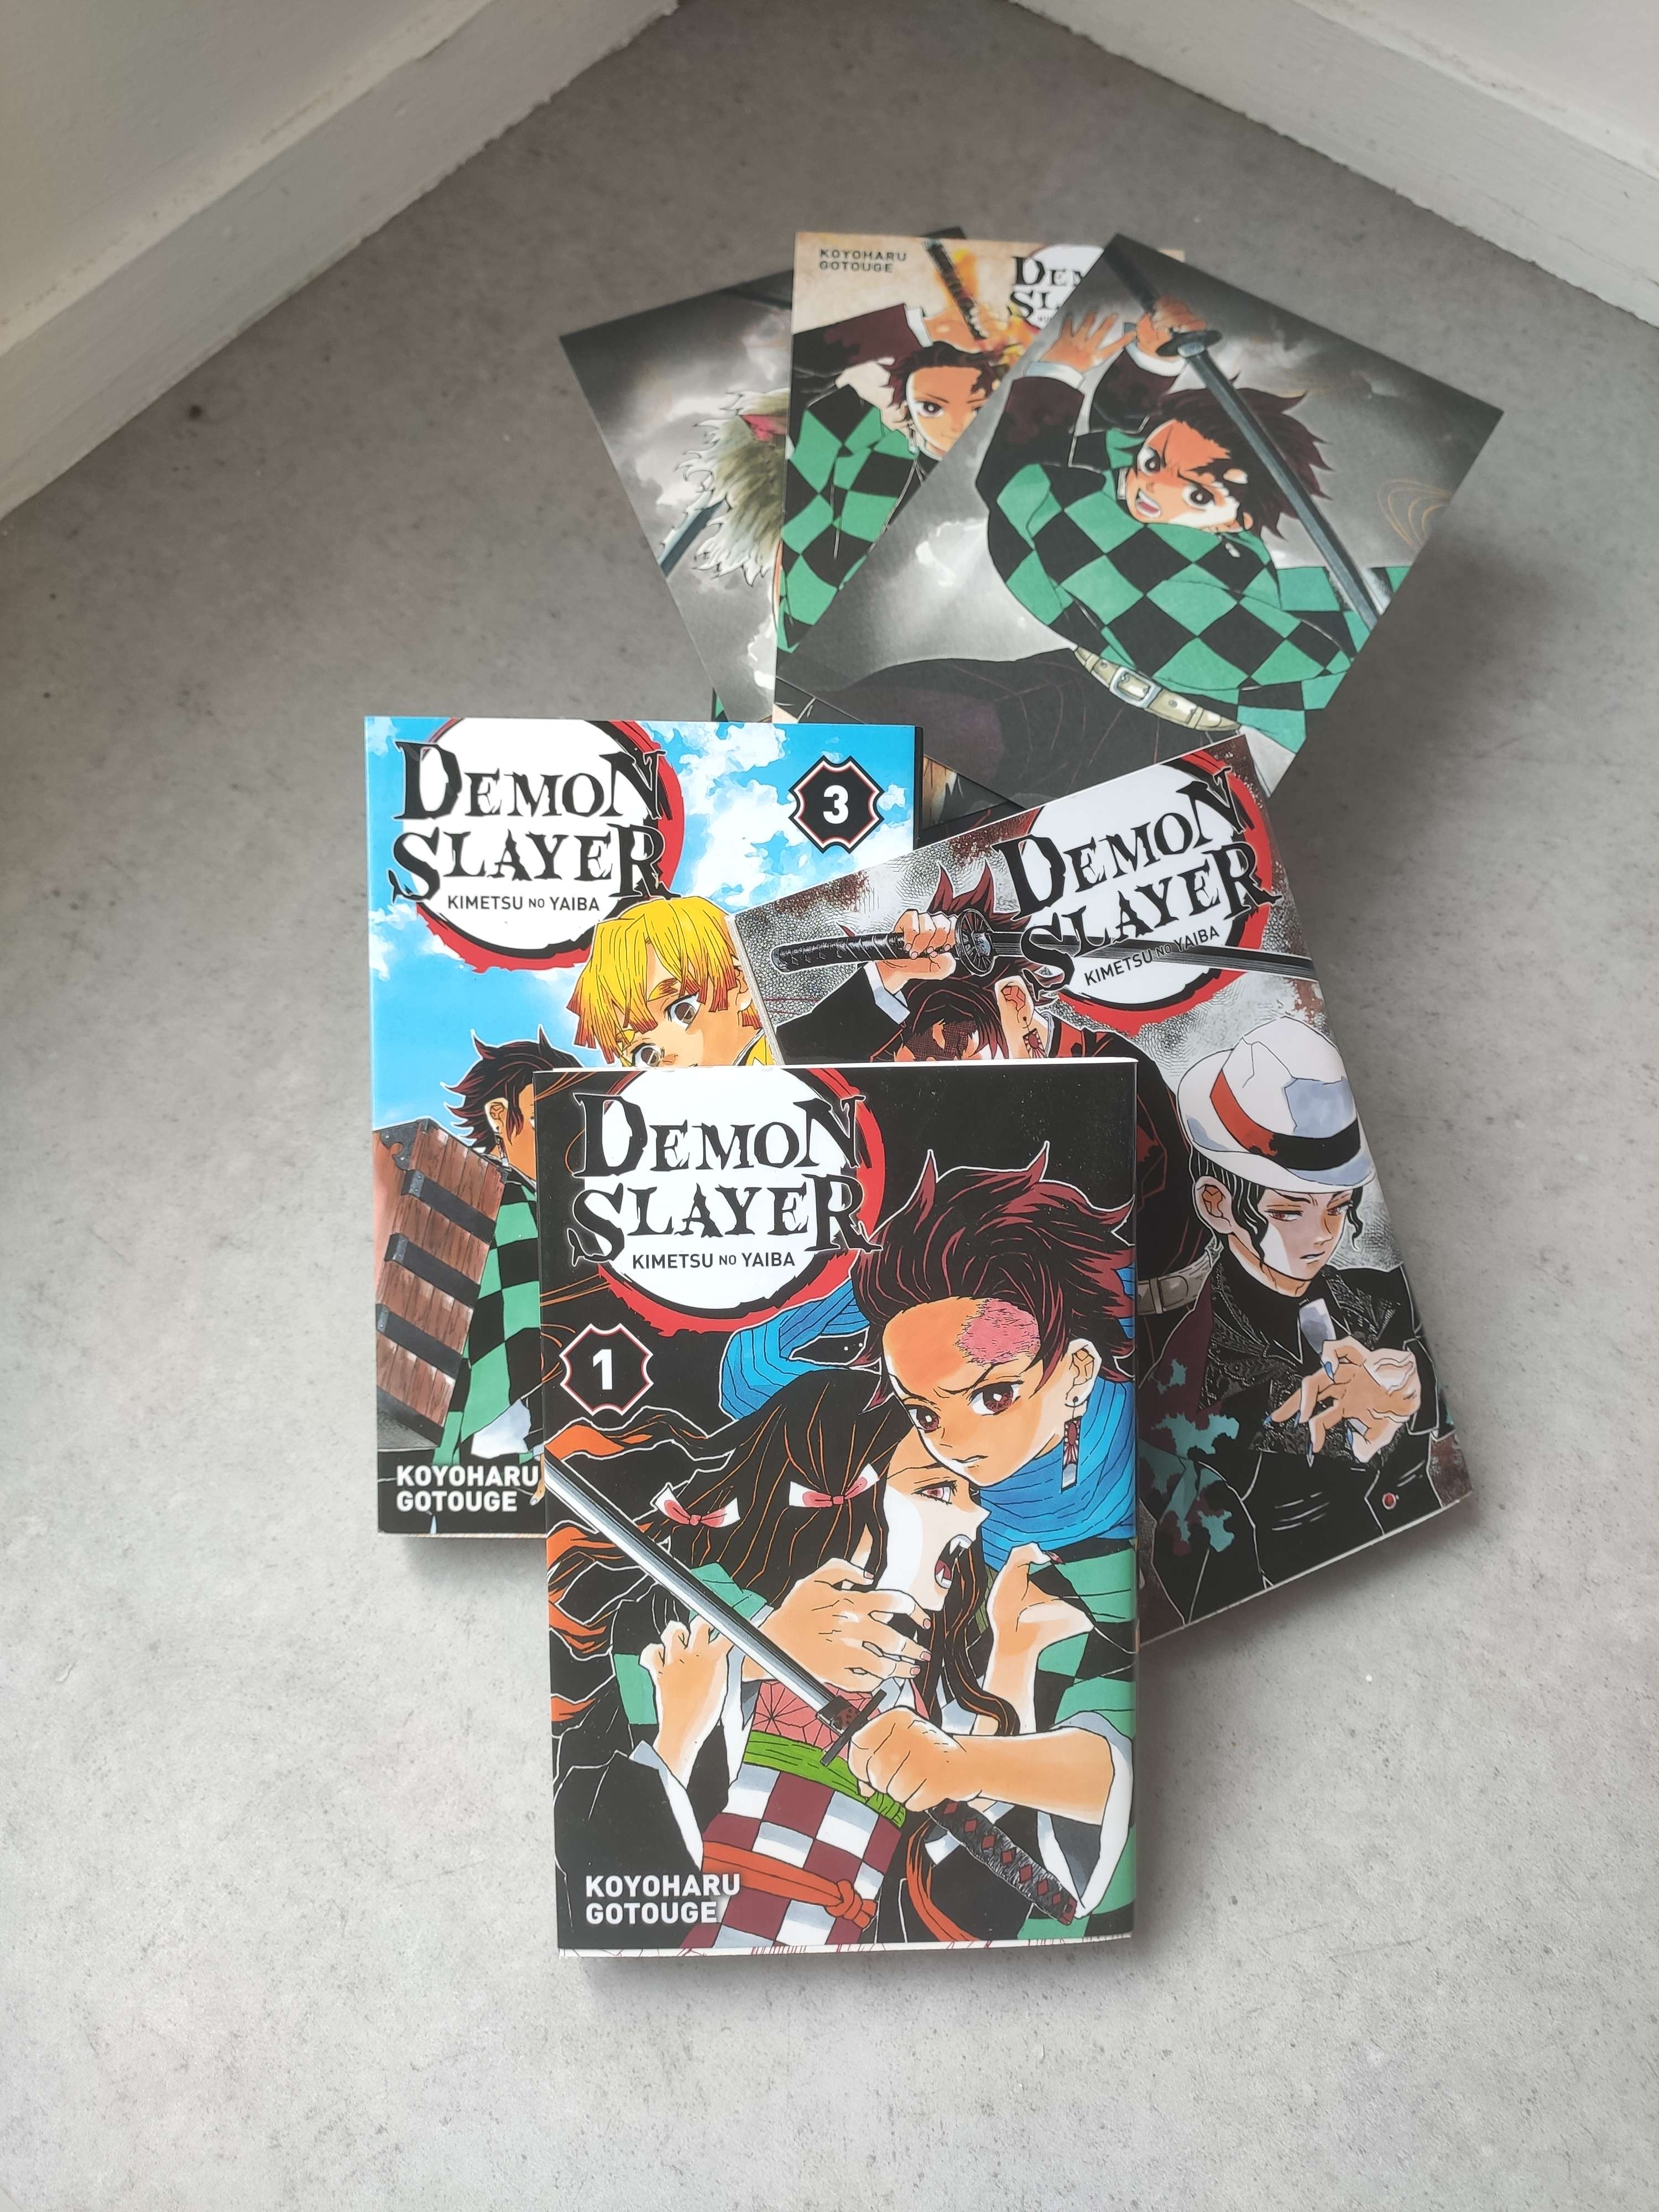 KOYOHARU
GOTOUGE
DEMON
SLAYER
KIMETSU NO YAIBA
3
KOYOHARU
GOTOUGE
DEMON
SLAYER
KIMETSU NO YAIBA
DEMON
SLAYER
KIMETSU NO YAIBA
1
KOYOHARU
GOTOUGE